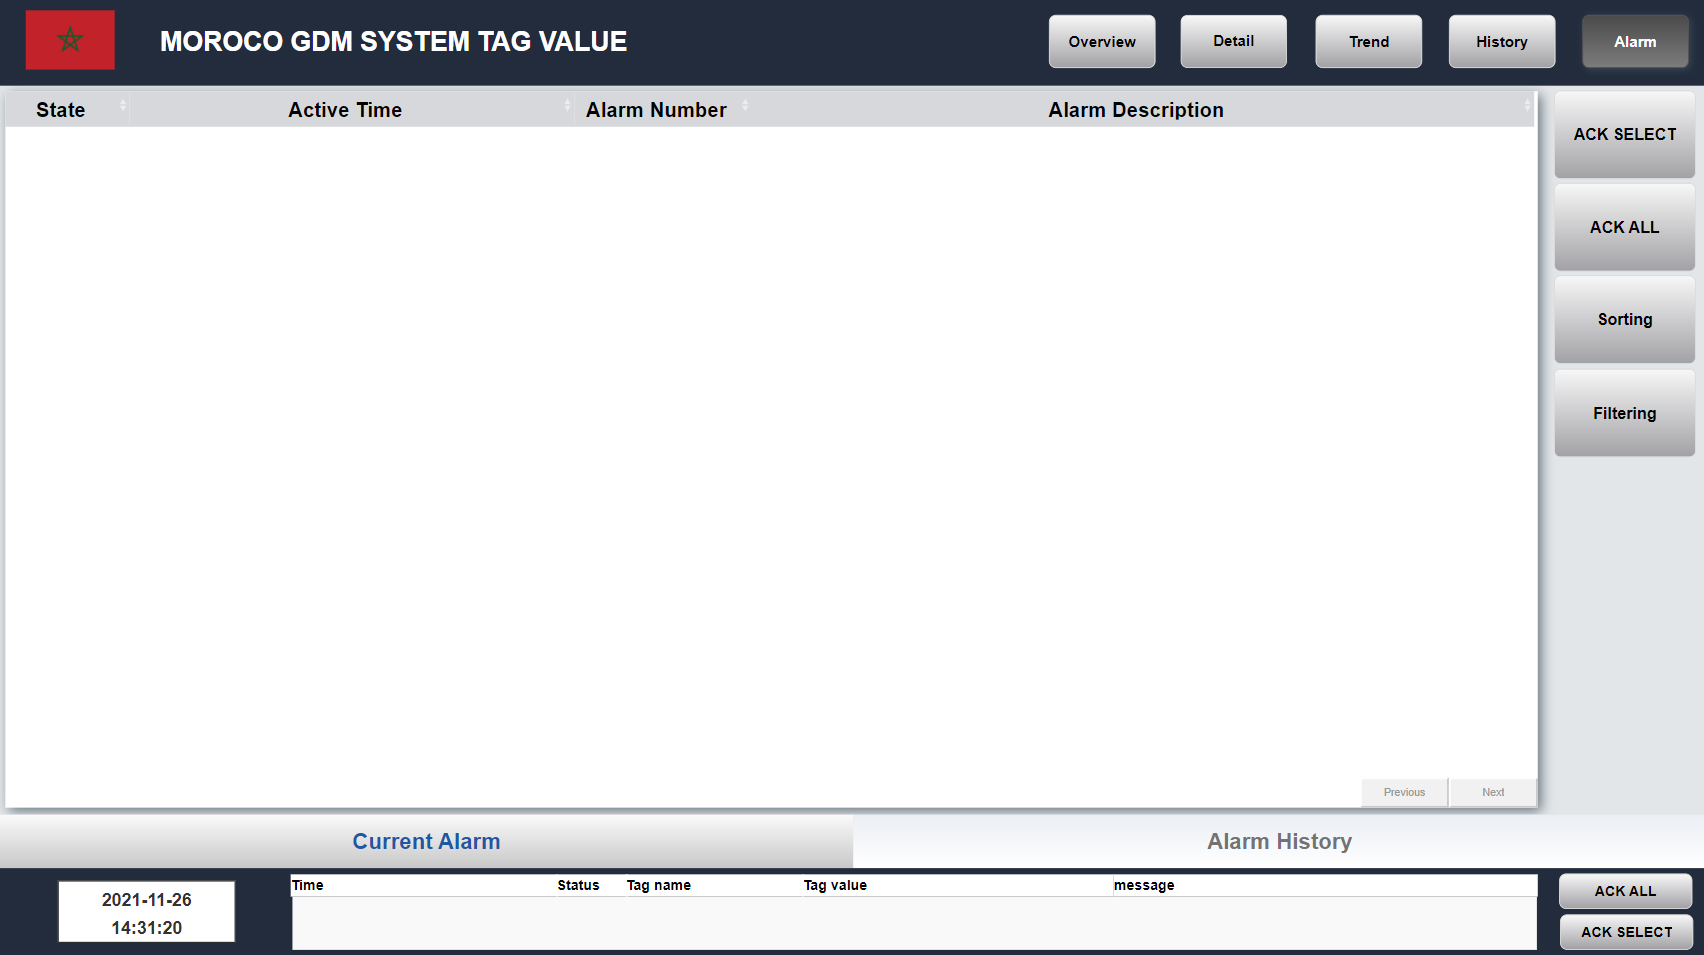 MOROCO GDM SYSTEM TAG VALUE
Overview
Detail
Trend
History
Alarm
State
Active Time
Alarm Number
Alarm Description
ACK SELECT
ACK ALL
Sorting
Filtering
Previous
Next
Current Alarm
Alarm History
2021-11-26
14:31:20
Time
Status
Tag name
Tag value
message
ACK ALL
ACK SELECT